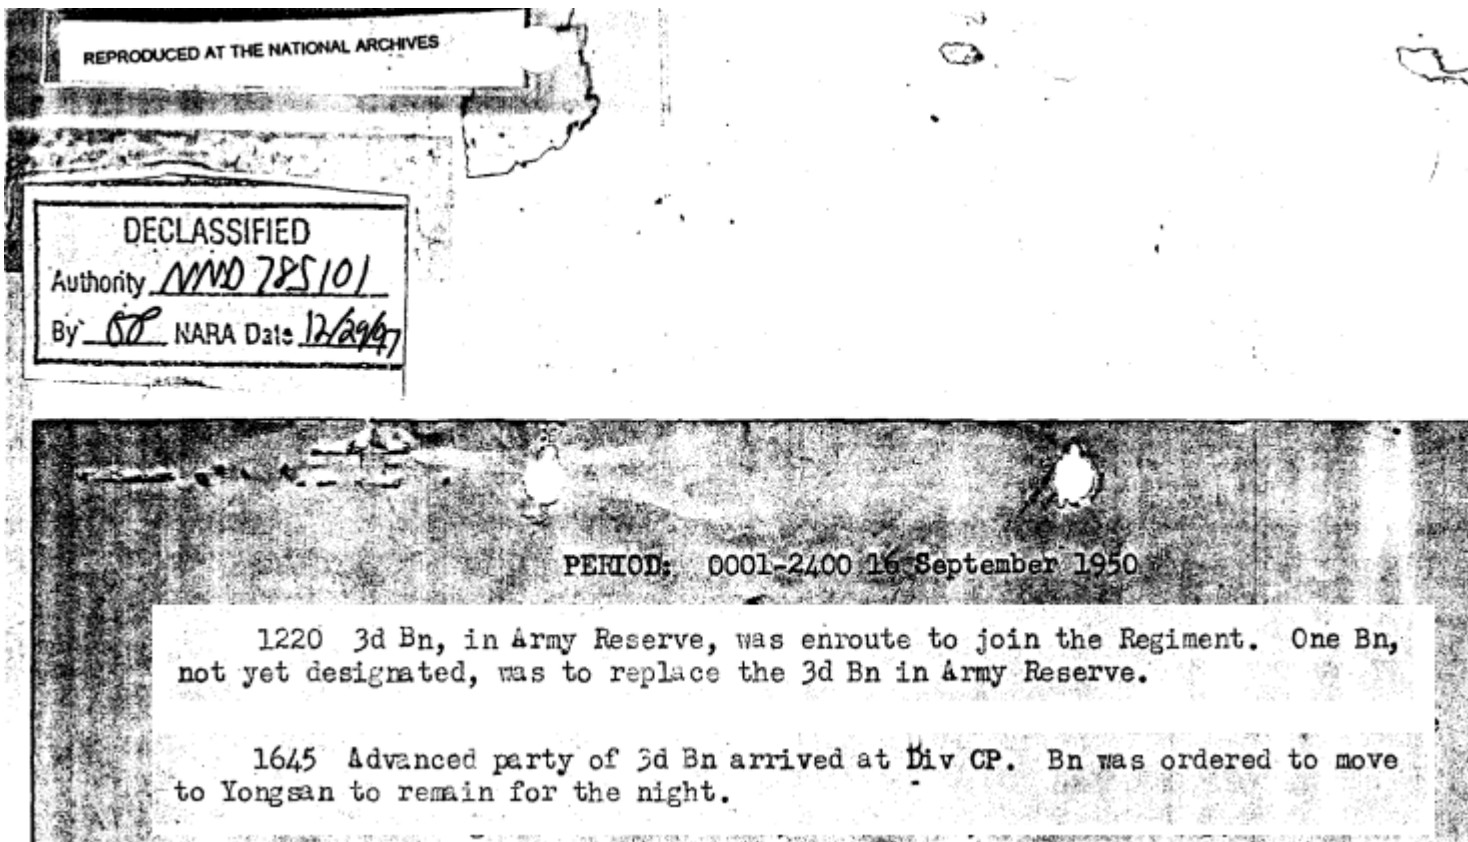 REPRODUCED AT THE NATIONAL ARCHIVES
DECLASSIFIED
Authority NND 785101
By NARA Date 12/29/97
PERIOD: 0001-2400 16 September 1950
1220 3d Bn, in Army Reserve, was enroute to join the Regiment. One Bn,
not yet designated, was to replace the 3d Bn in Army Reserve.
1645 Advanced party of 3d Bn arrived at Div CP. Bn was ordered to move
to Yongsan to remain for the night.